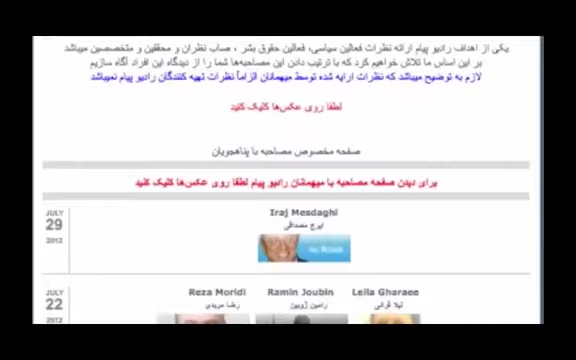 یکی از اهداف رادیو پیام ارائه نظرات فعالین سیاسی، فعالین حقوق بشر ، صاب نظران و محققین و متخصصین میباشد
بر این اساس ما تلاش خواهیم کرد که با ترتیب دادن این مصاحبه‌ها شما را از دیدگاه این افراد آگاه سازیم
لازم به توضیح میباشد که نظرات ارایه شده توسط میهمانان الزاماً نظرات تهیه کنندگان رادیو پیام نمیباشد
لطفا روی عکس‌ها کلیک کنید
صفحه مخصوص مصاحبه با پناهجویان
برای دیدن صفحه مصاحبه با میهمانان رادیو پیام لطفا روی عکس‌ها کلیک کنید
JULY
29
2012
Iraj Mesdaghi
ایرج مصداقی
JULY
22
2012
Reza Moridi
رضا مریدی
Ramin Joubin
رامین ژوبین
Leila Gharaee
لیلا قرائی